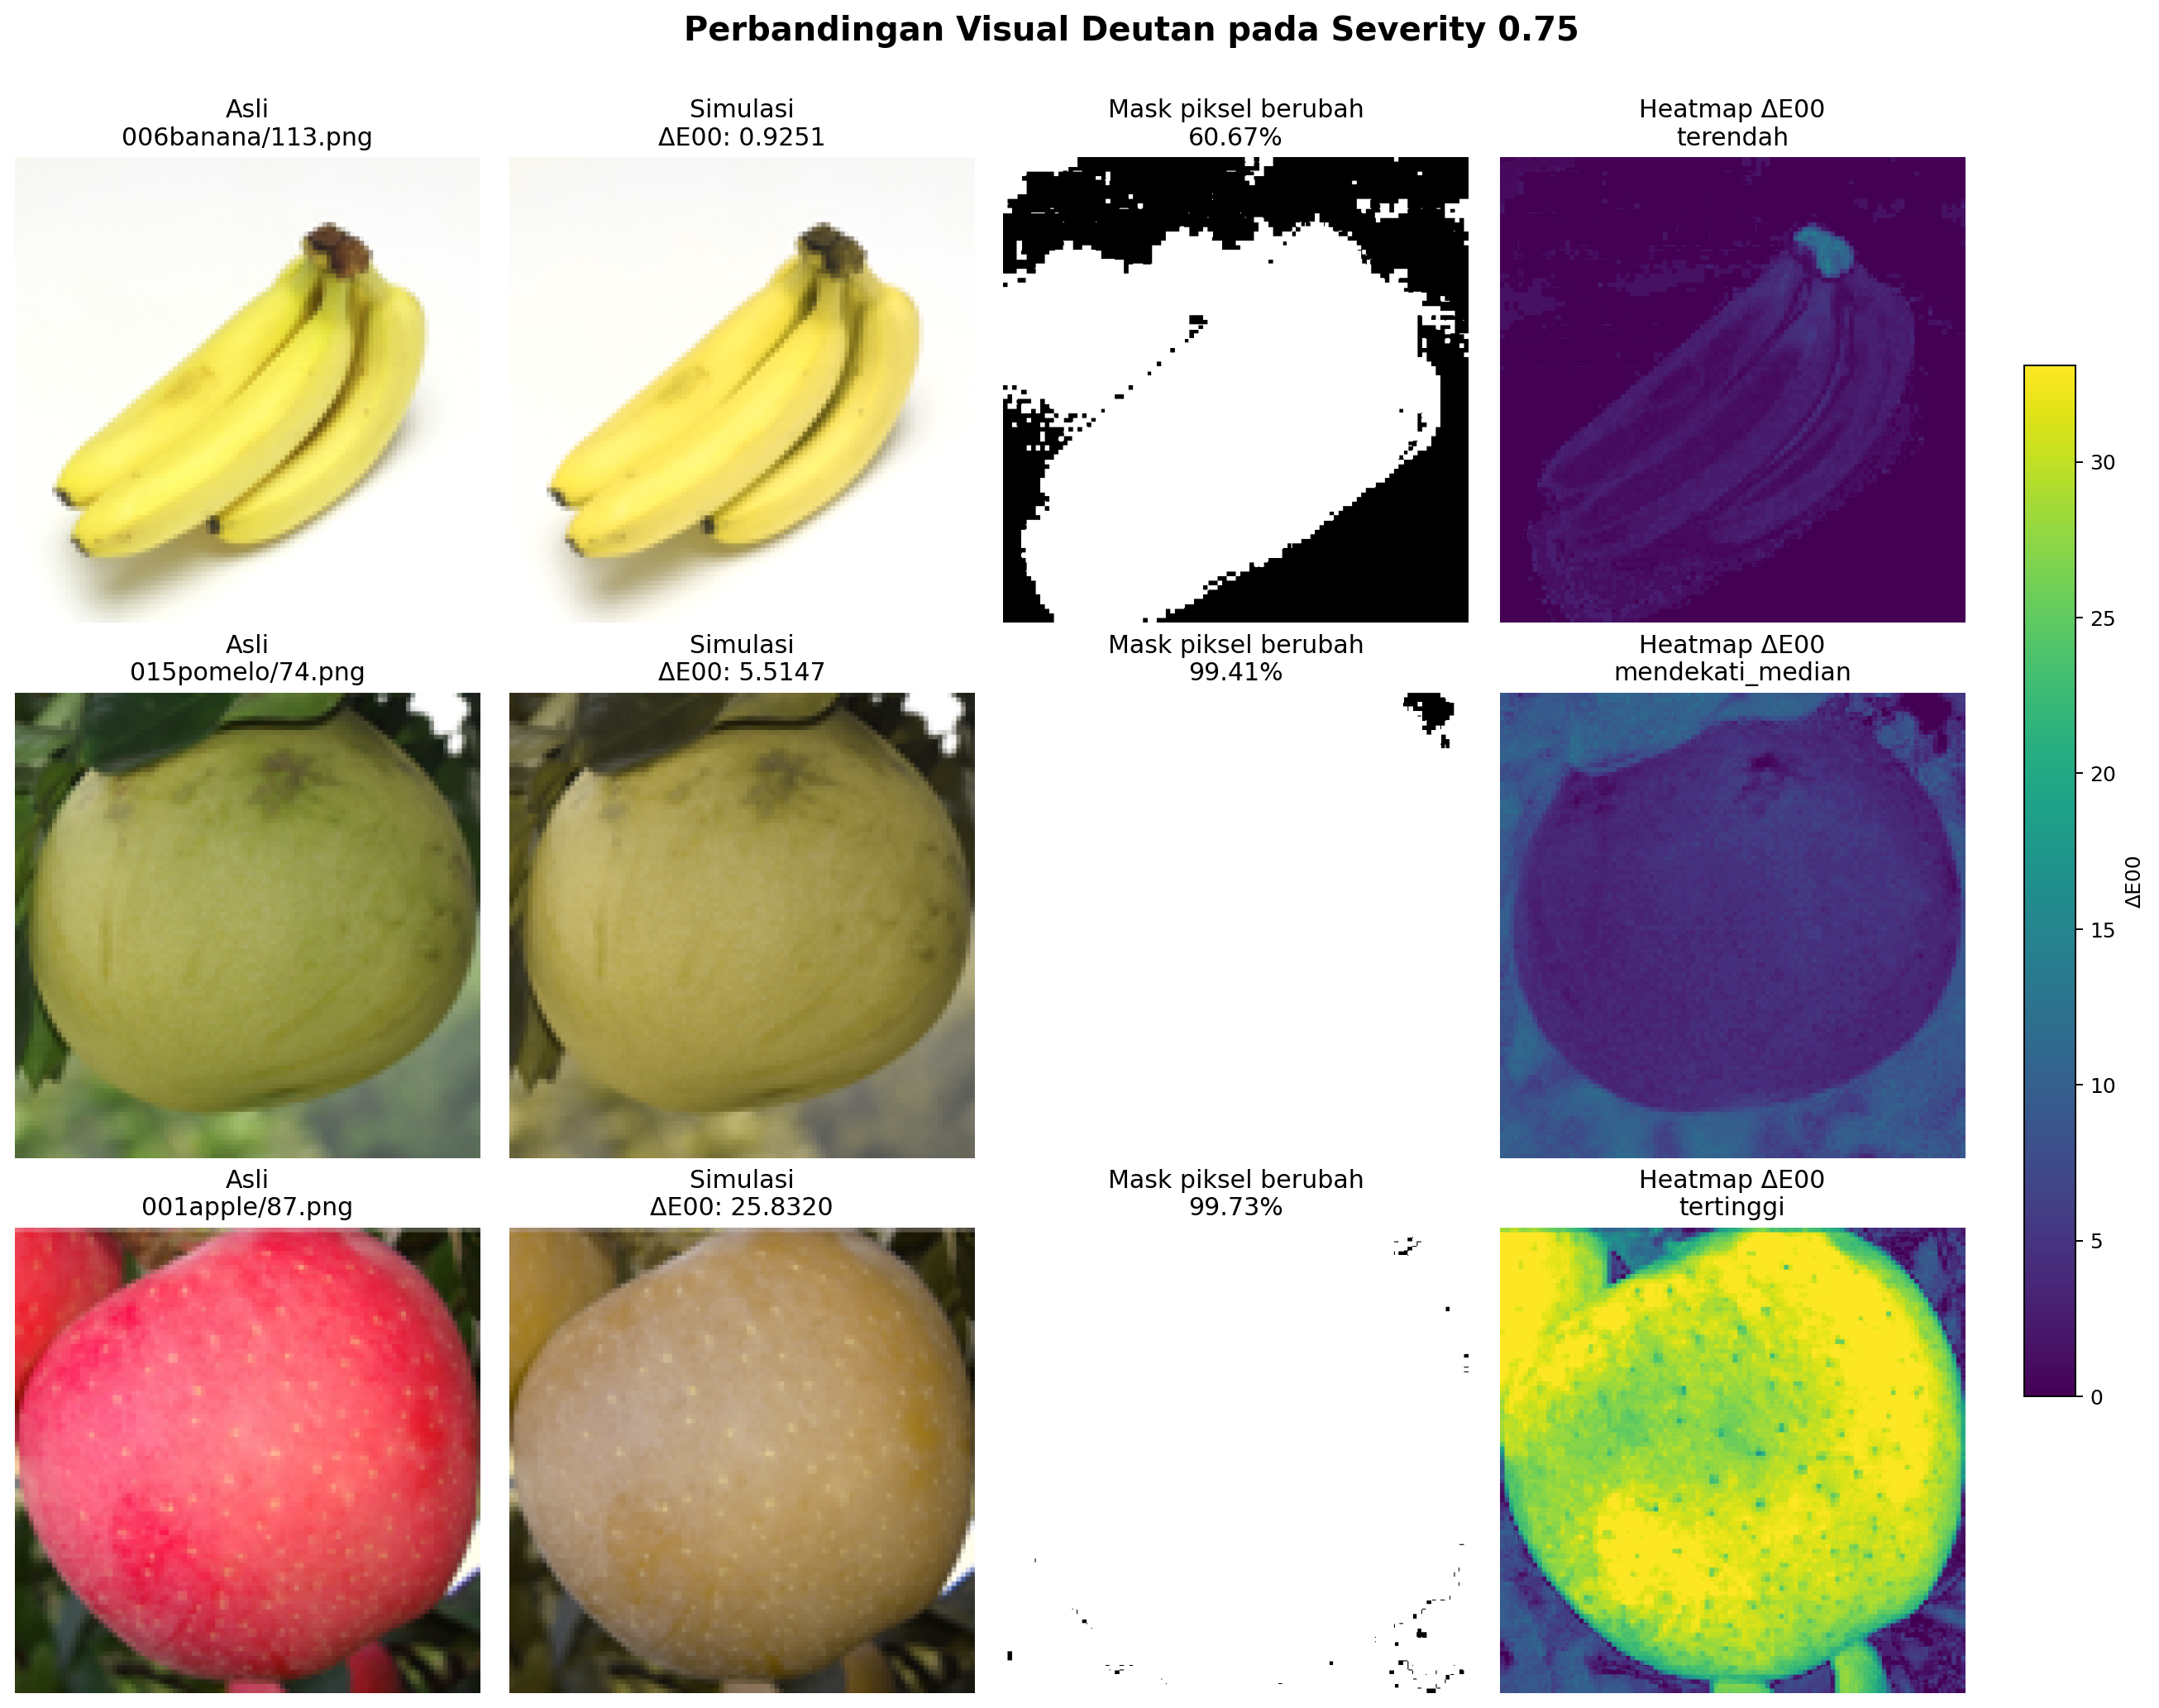 Perbandingan Visual Deutan pada Severity 0.75
Asli
006banana/113.png
Simulasi
ΔE00: 0.9251
Mask piksel berubah
60.67%
Heatmap ΔE00
terendah
Asli
015pomelo/74.png
Simulasi
ΔE00: 5.5147
Mask piksel berubah
99.41%
Heatmap ΔE00
mendekati_median
Asli
001apple/87.png
Simulasi
ΔE00: 25.8320
Mask piksel berubah
99.73%
Heatmap ΔE00
tertinggi
30
25
20
15
10
5
0
ΔE00